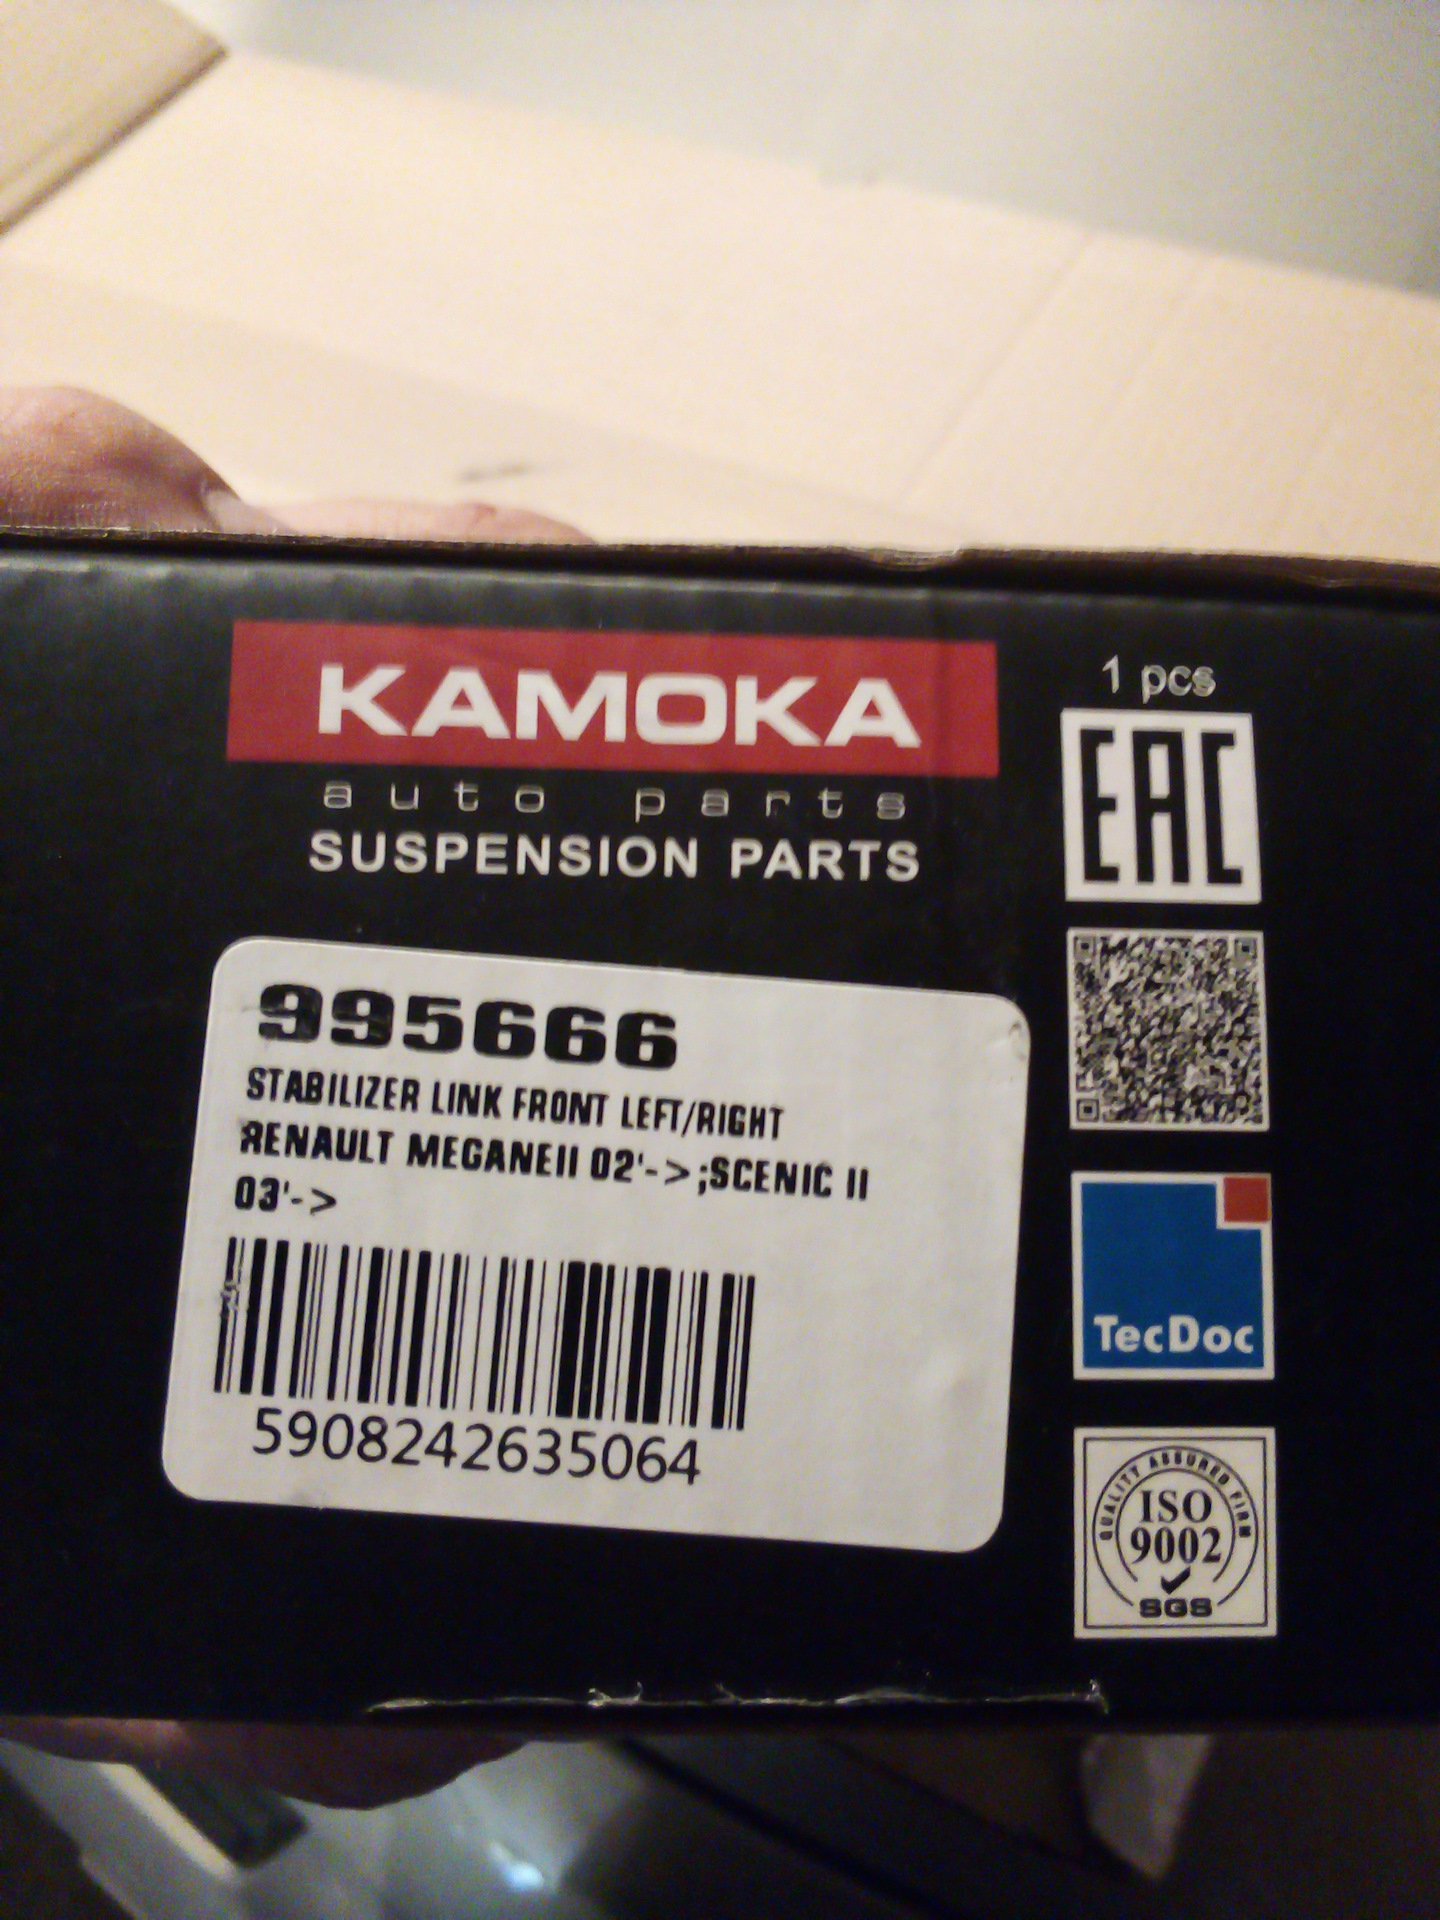 KAMOKA
auto parts
SUSPENSION PARTS
995666
STABILIZER LINK FRONT LEFT/RIGHT
RENAULT MEGANEII 02'->;SCENIC II
03'->
5908242635064
1 pcs
EAC
TecDoc
QUALITY ASSURED FIRM
ISO
9002
SGS